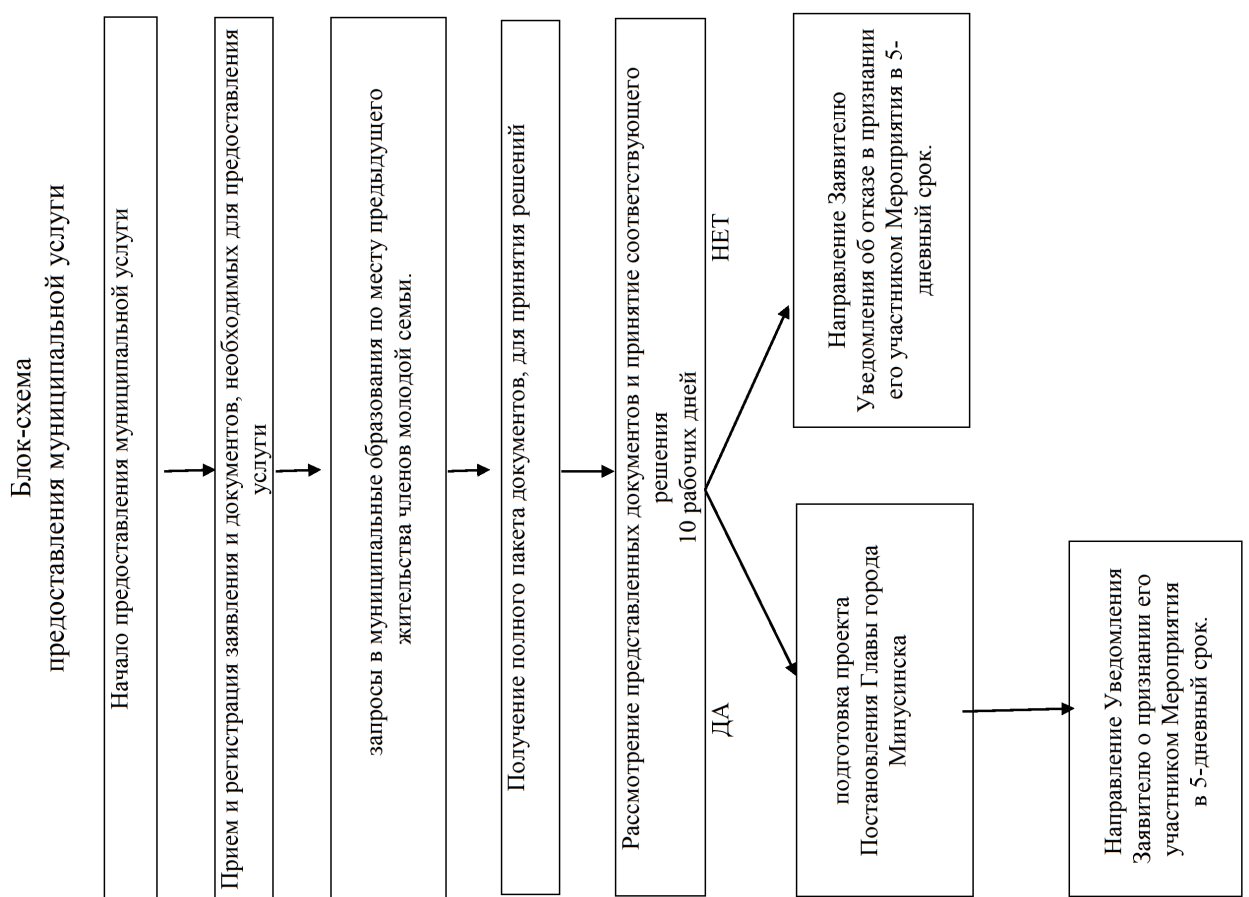 Блок-схема
предоставления муниципальной услуги
Начало предоставления муниципальной услуги
Прием и регистрация заявления и документов, необходимых для предоставления
услуги
запросы в муниципальные образования по месту предыдущего
жительства членов молодой семьи.
Получение полного пакета документов, для принятия решений
Рассмотрение представленных документов и принятие соответствующего
решения
10 рабочих дней
ДА
НЕТ
подготовка проекта
Постановления Главы города
Минусинска
Направление Заявителю
Уведомления об отказе в признании
его участником Мероприятия в 5-
дневный срок.
Направление Уведомления
Заявителю о признании его
участником Мероприятия
в 5-дневный срок.